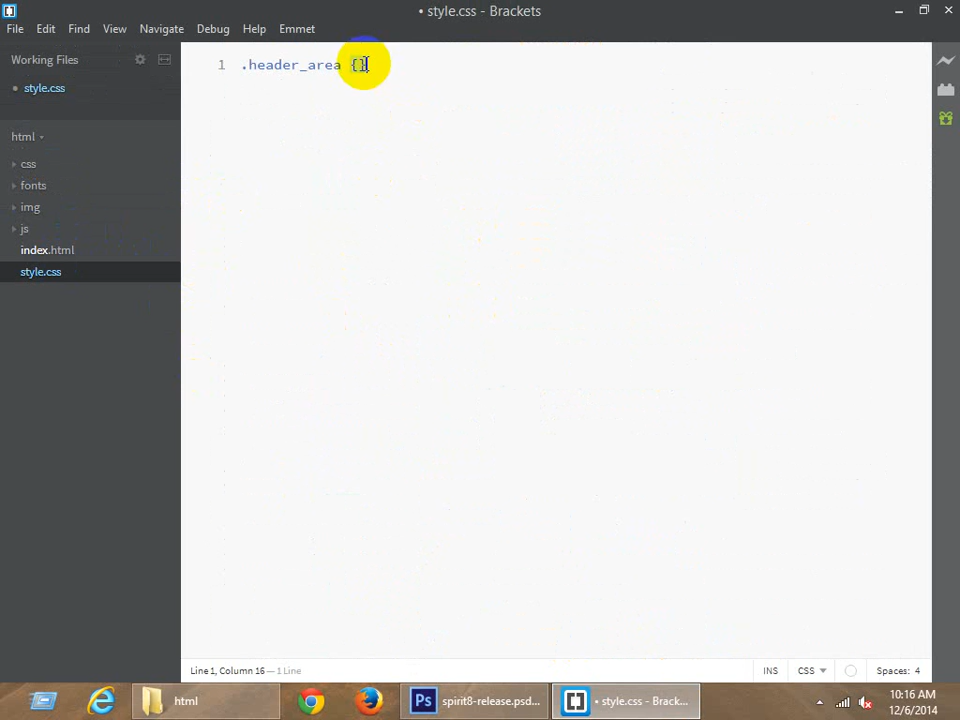 • style.css - Brackets
File Edit Find View Navigate Debug Help Emmet
Working Files
• style.css
html
css
fonts
img
js
index.html
style.css
1 .header_area {}
Line 1, Column 16 — 1 Line
INS CSS Spaces: 4
html
Ps spirit8-release.psd...
• style.css - Brack...
10:16 AM
12/6/2014